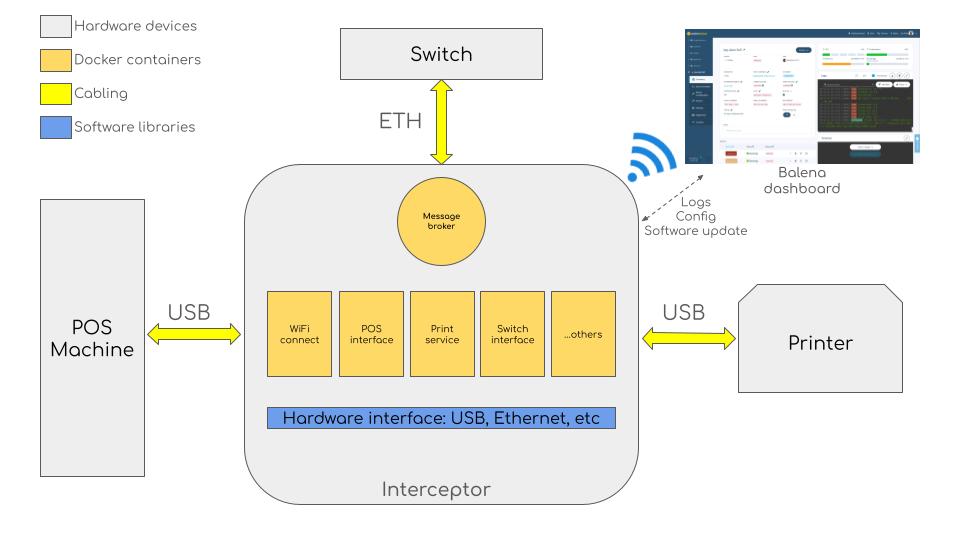 Hardware devices
Docker containers
Cabling
Software libraries
Switch
ETH
Balena
dashboard
Logs
Config
Software update
Message
broker
POS
Machine
USB
WiFi
connect
POS
interface
Print
service
Switch
interface
...others
USB
Printer
Hardware interface: USB, Ethernet, etc
Interceptor